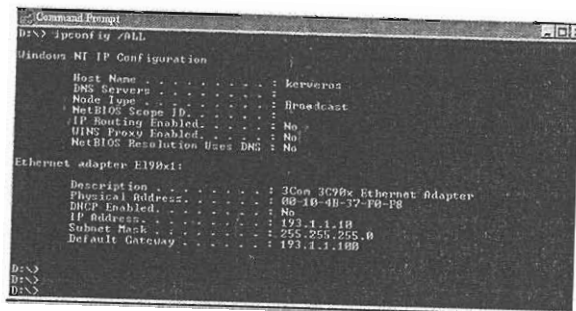 Command Prompt
D:\> ipconfig /ALL
Windows NT IP Configuration
Host Name . . . . . . . . . : kerveros
DNS Servers . . . . . . . . :
Node Type . . . . . . . . . : Broadcast
NetBIOS Scope ID. . . . . . :
IP Routing Enabled. . . . . : No
WINS Proxy Enabled. . . . . : No
NetBIOS Resolution Uses DNS : No
Ethernet adapter El90x1:
Description . . . . . . . . : 3Com 3C90x Ethernet Adapter
Physical Address. . . . . . : 00-10-4B-37-F0-F8
DHCP Enabled. . . . . . . . : No
IP Address. . . . . . . . . : 193.1.1.10
Subnet Mask . . . . . . . . : 255.255.255.0
Default Gateway . . . . . . : 193.1.1.100
D:\>
D:\>
D:\>